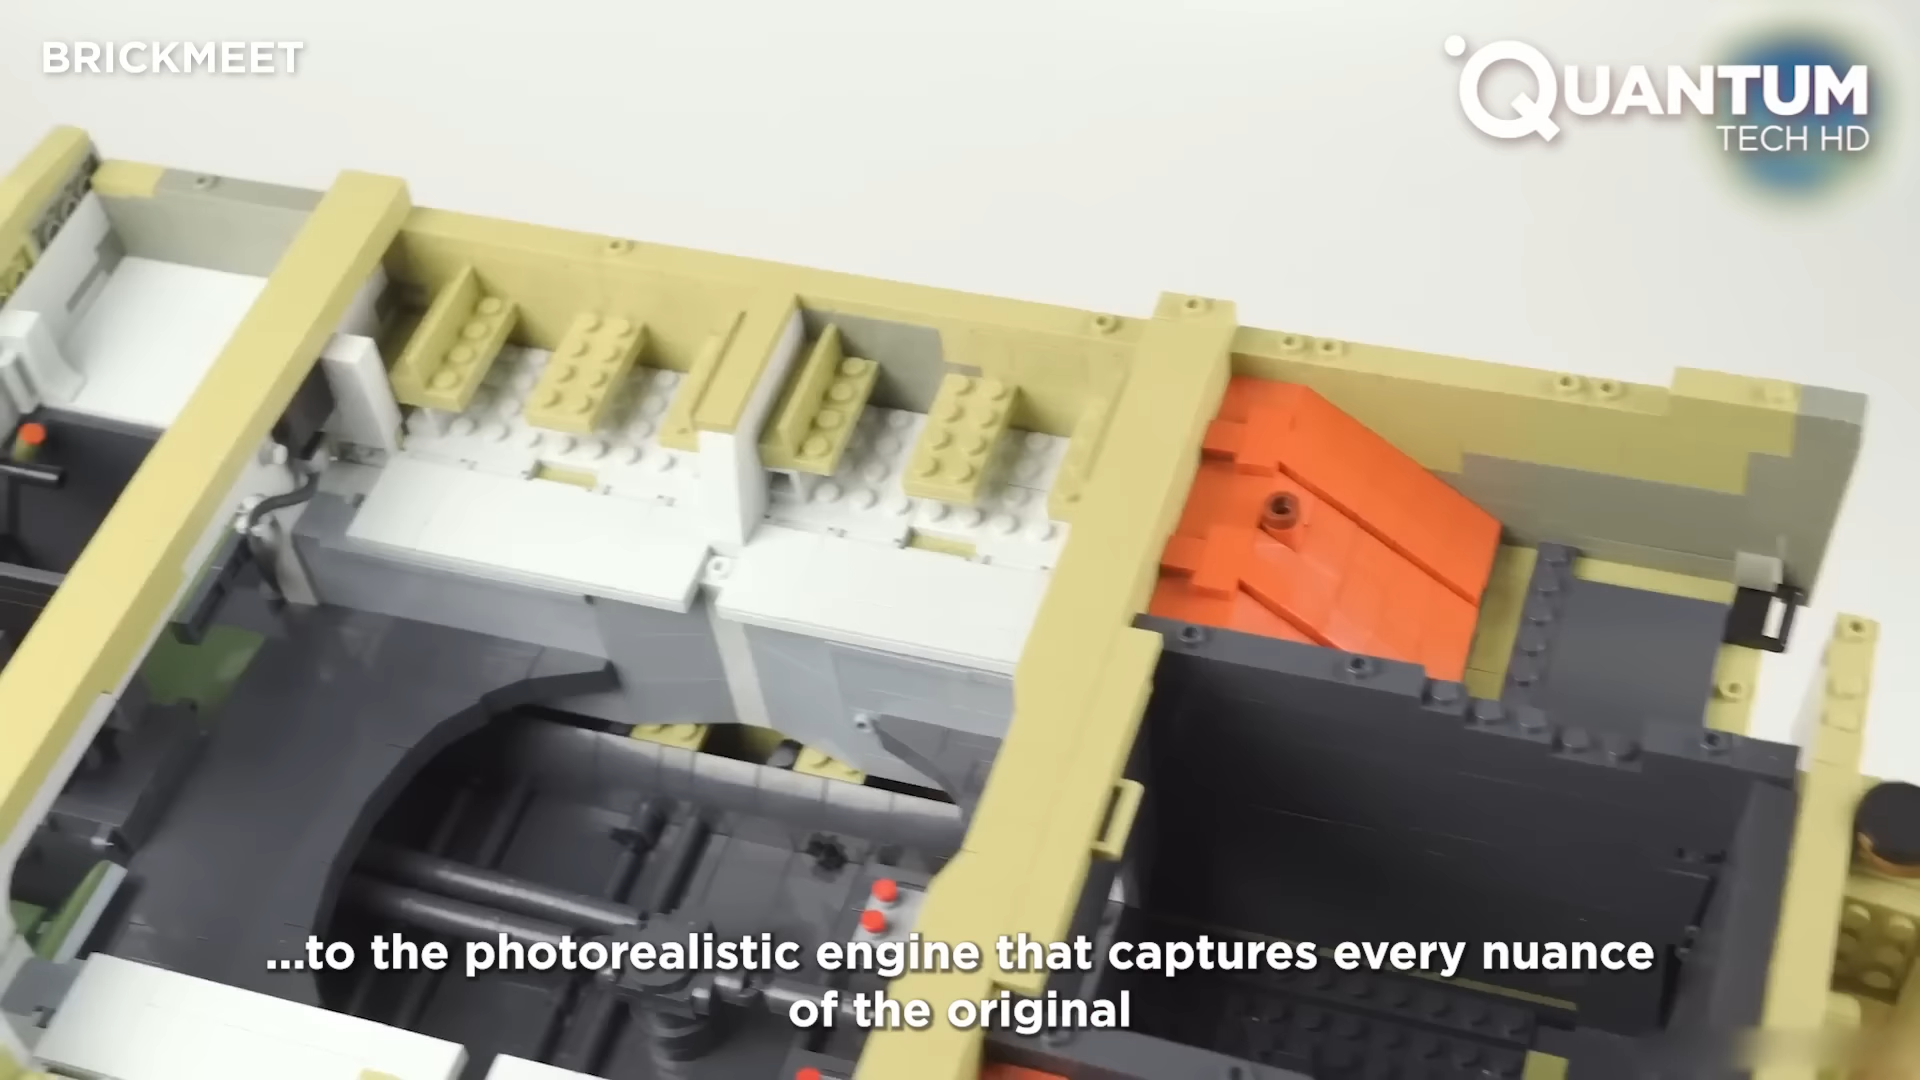 BRICKMEET
QUANTUM
TECH HD
...to the photorealistic engine that captures every nuance
of the original